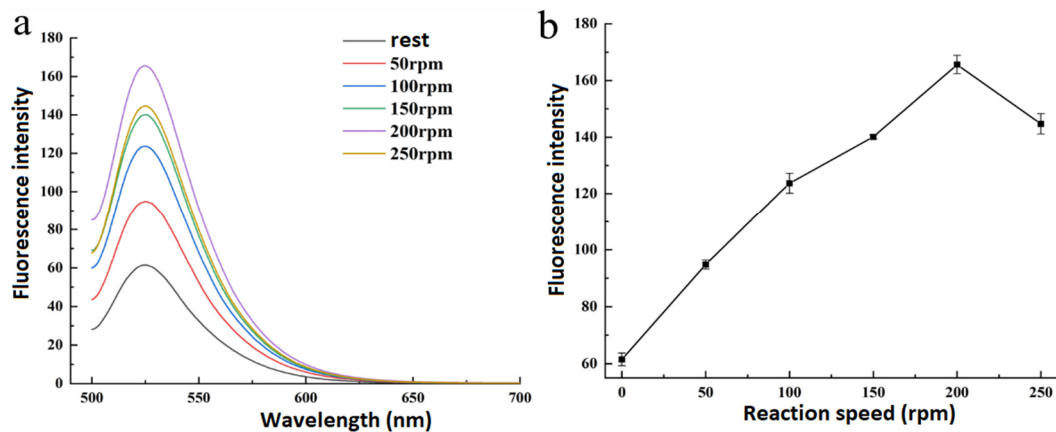 a
180
160
140
120
100
80
60
40
20
0
Fluorescence intensity
500
550
600
650
700
Wavelength (nm)
rest
50rpm
100rpm
150rpm
200rpm
250rpm
b
180
160
140
120
100
80
60
Fluorescence intensity
0
50
100
150
200
250
Reaction speed (rpm)